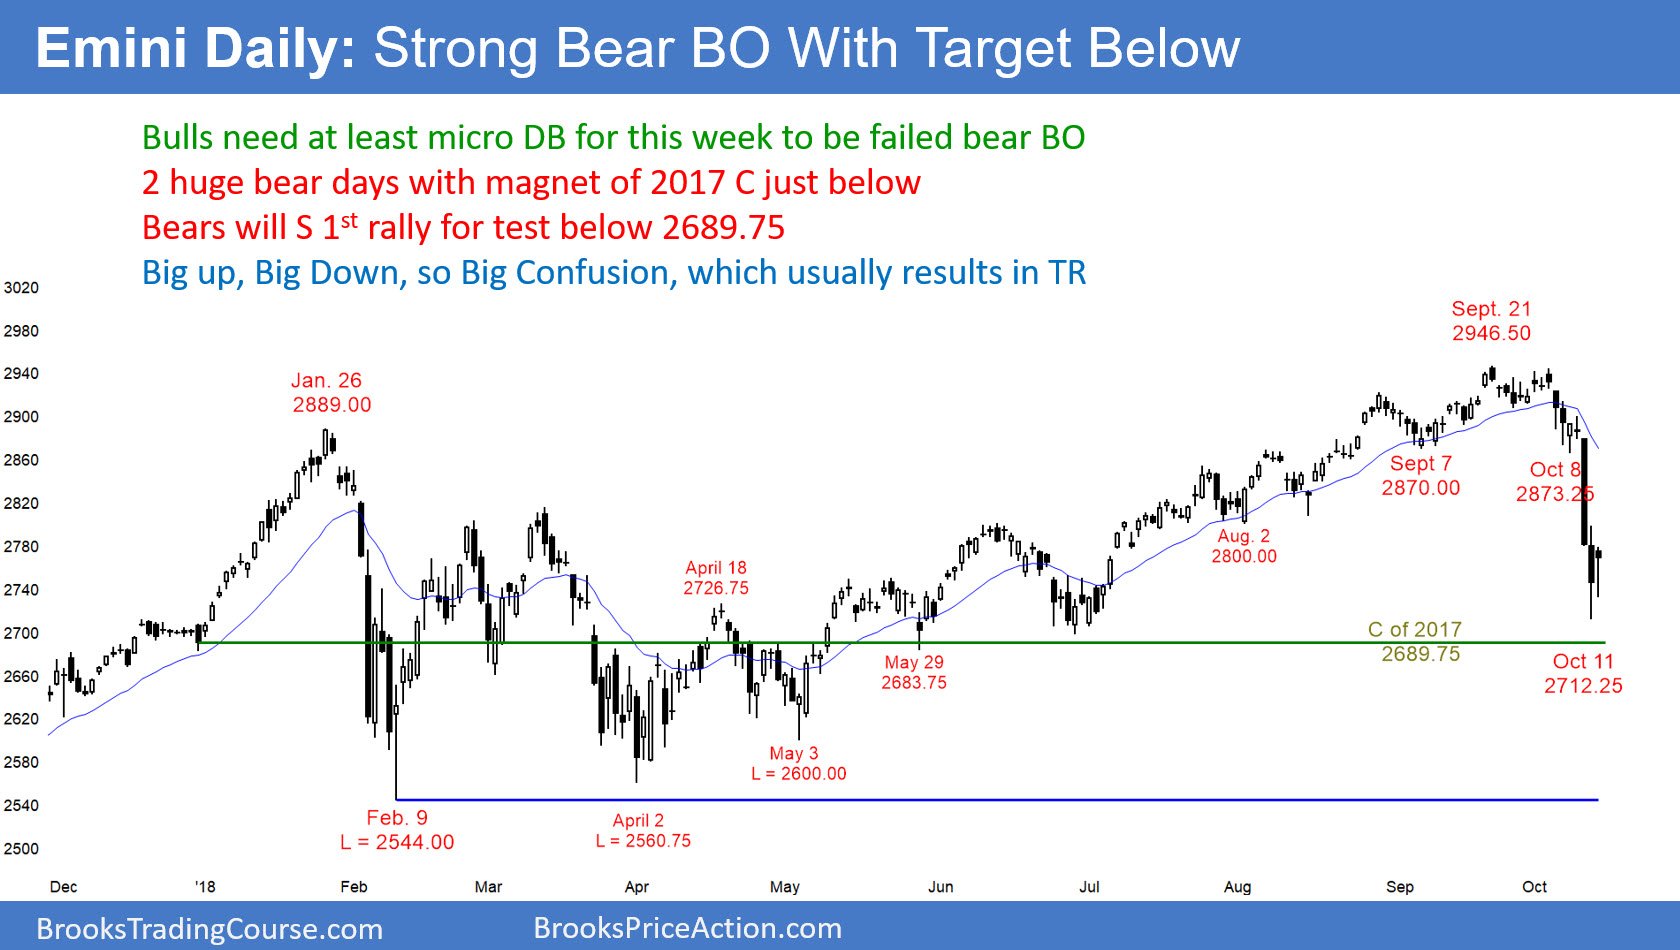 Emini Daily: Strong Bear BO With Target Below
Bulls need at least micro DB for this week to be failed bear BO
2 huge bear days with magnet of 2017 C just below
Bears will S 1st rally for test below 2689.75
Big up, Big Down, so Big Confusion, which usually results in TR
3020
2980
2940
2900
2860
2820
2780
2740
2700
2660
2620
2580
2540
2500
Jan. 26
2889.00
Feb. 9
L = 2544.00
April 2
L = 2560.75
April 18
2726.75
May 3
L = 2600.00
May 29
2683.75
Aug. 2
2800.00
Sept 7
2870.00
Sept. 21
2946.50
Oct 8
2873.25
C of 2017
2689.75
Oct 11
2712.25
Dec '18 Feb Mar Apr May Jun Jul Aug Sep Oct
BrooksTradingCourse.com
BrooksPriceAction.com